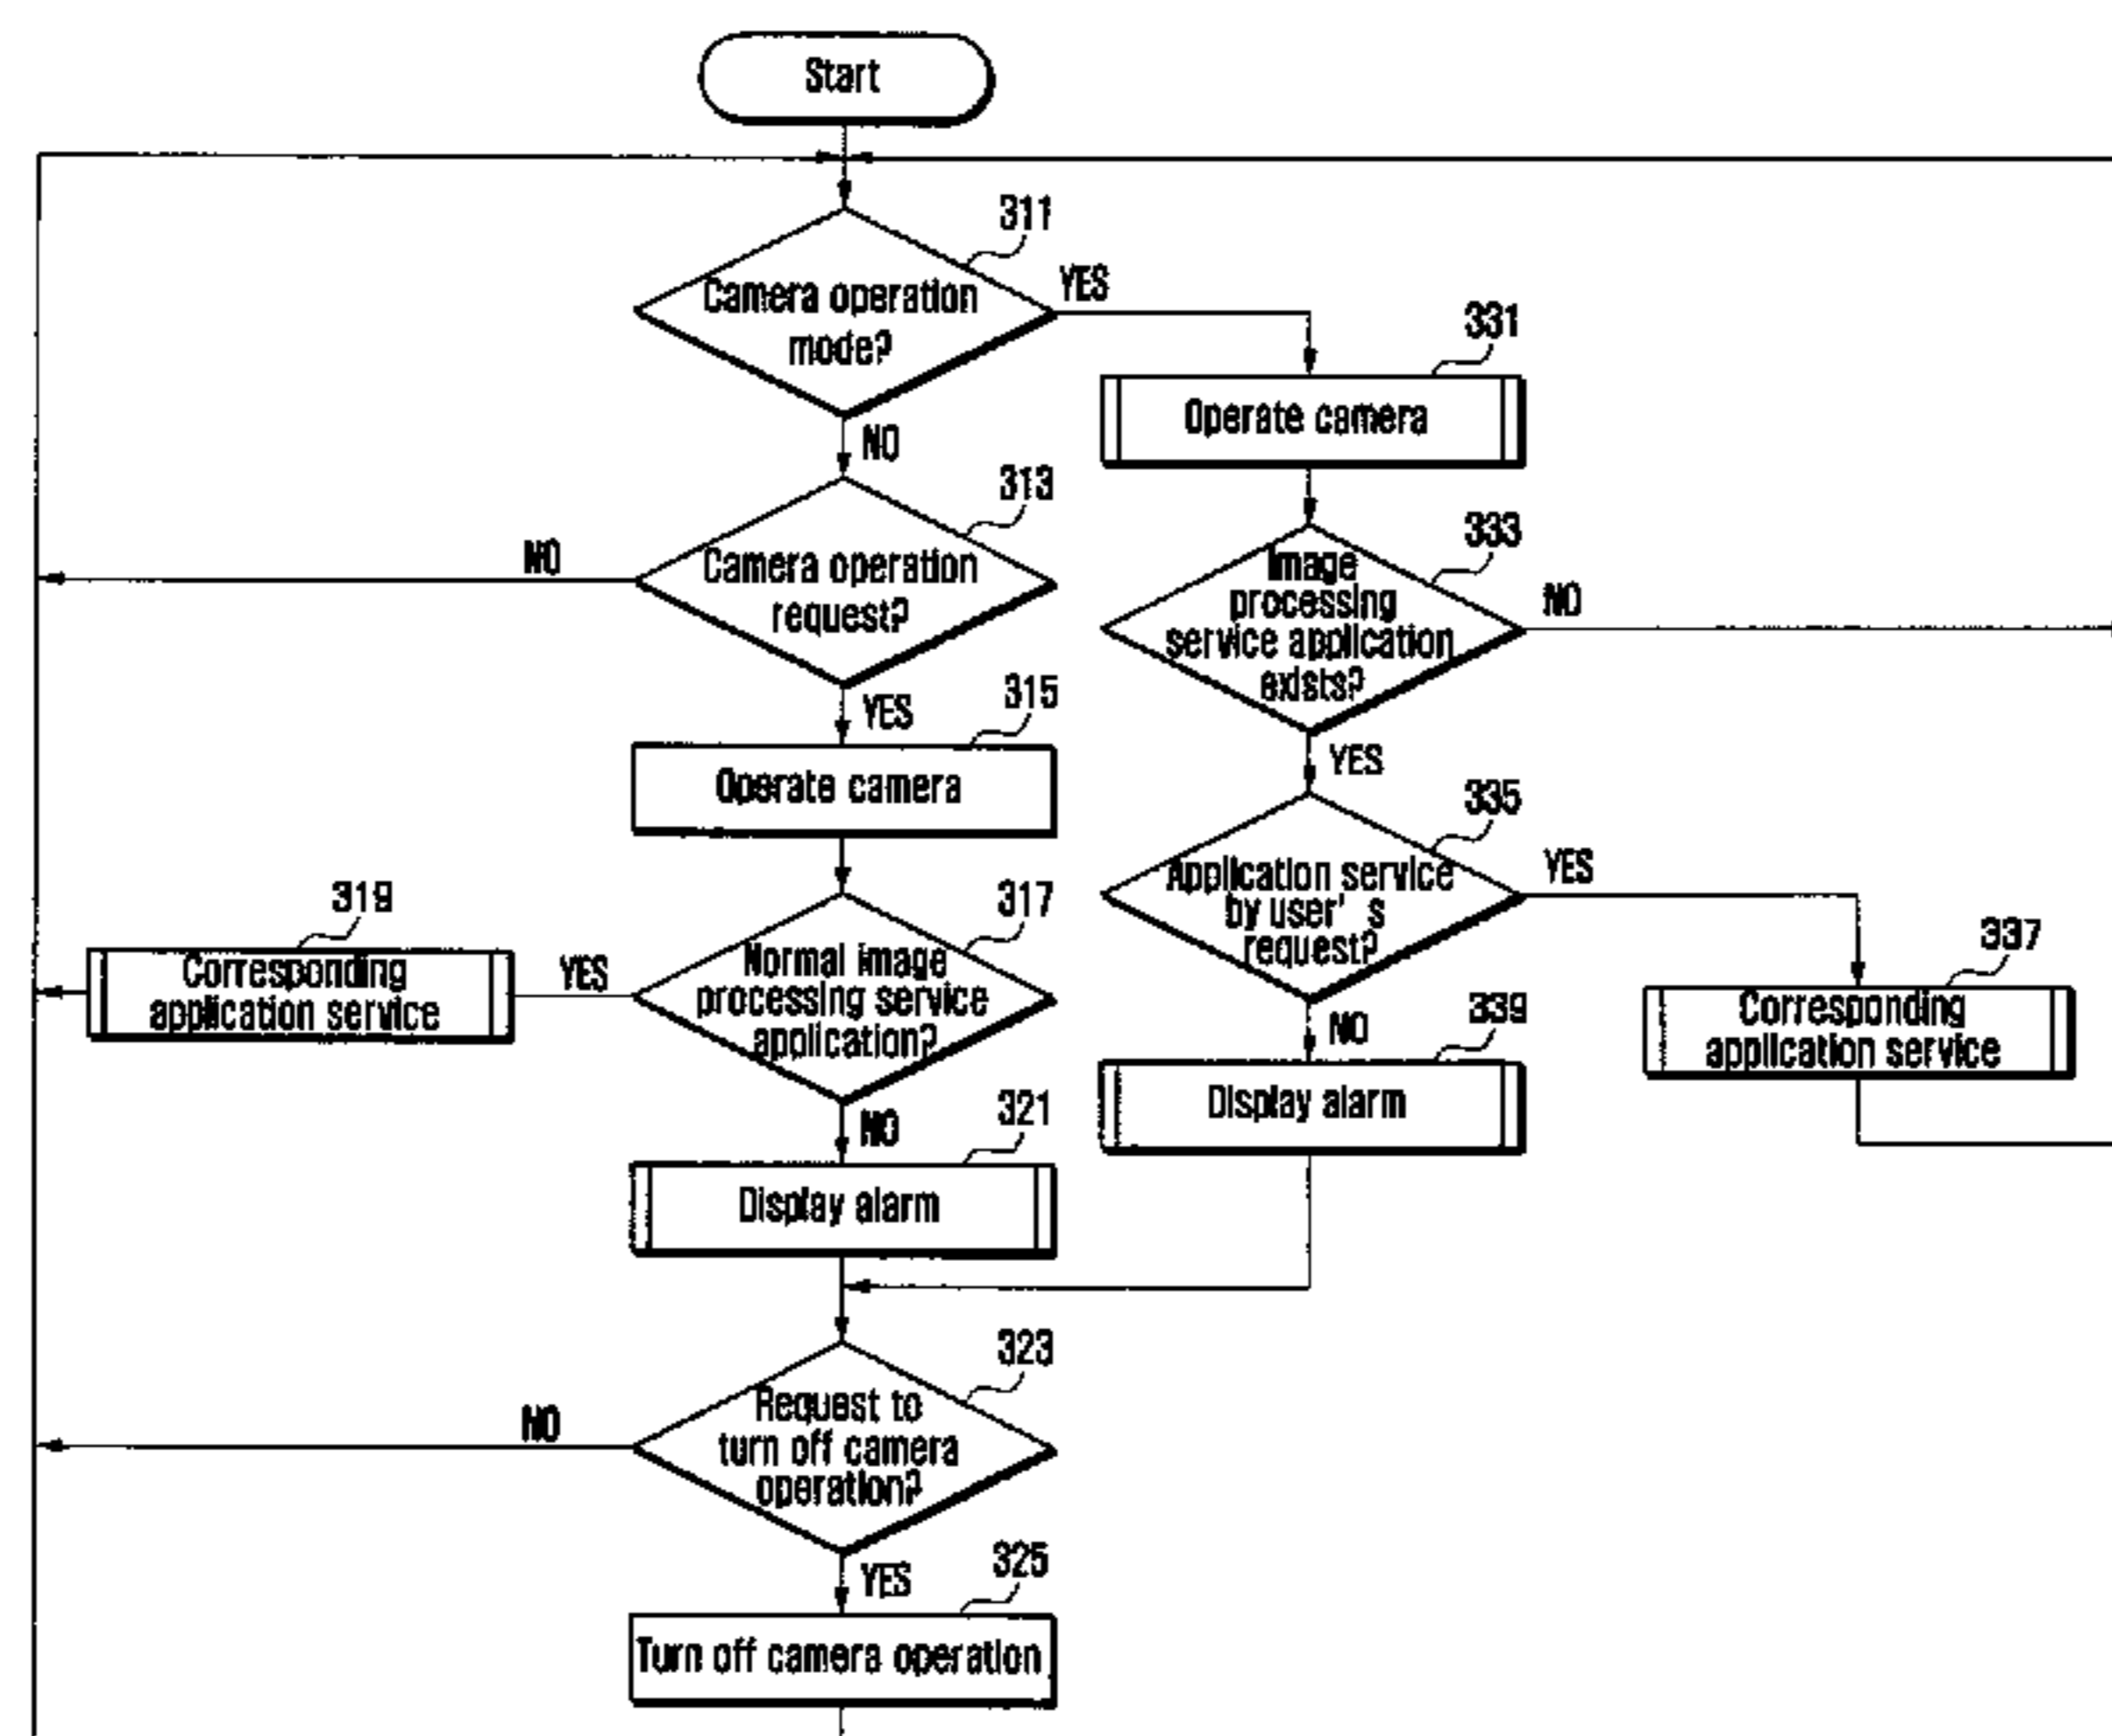 Start
311
Camera operation
mode?
YES
NO
331
Operate camera
313
Camera operation
request?
NO
YES
333
Image
processing
service application
exists?
NO
YES
315
Operate camera
335
Application service
by user' s
request?
YES
NO
317
Normal image
processing service
application?
YES
NO
319
Corresponding
application service
337
Corresponding
application service
339
Display alarm
321
Display alarm
323
Request to
turn off camera
operation?
NO
YES
325
Turn off camera operation